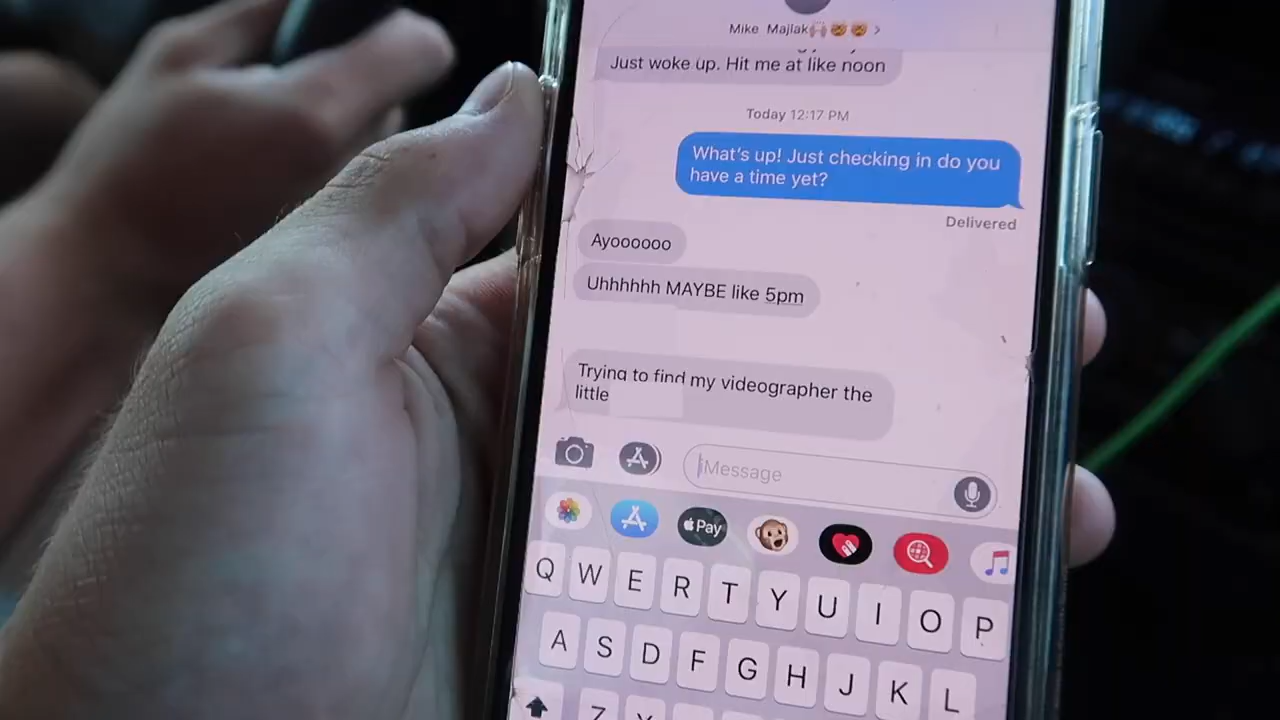 Mike Majlak🙌🏼🤯🤯 >
Just woke up. Hit me at like noon
Today 12:17 PM
What's up! Just checking in do you
have a time yet?
Delivered
Ayoooooo
Uhhhhhh MAYBE like 5pm
Trying to find my videographer the
little
iMessage
Pay
Q W E R T Y U I O P
A S D F G H J K L
Z X